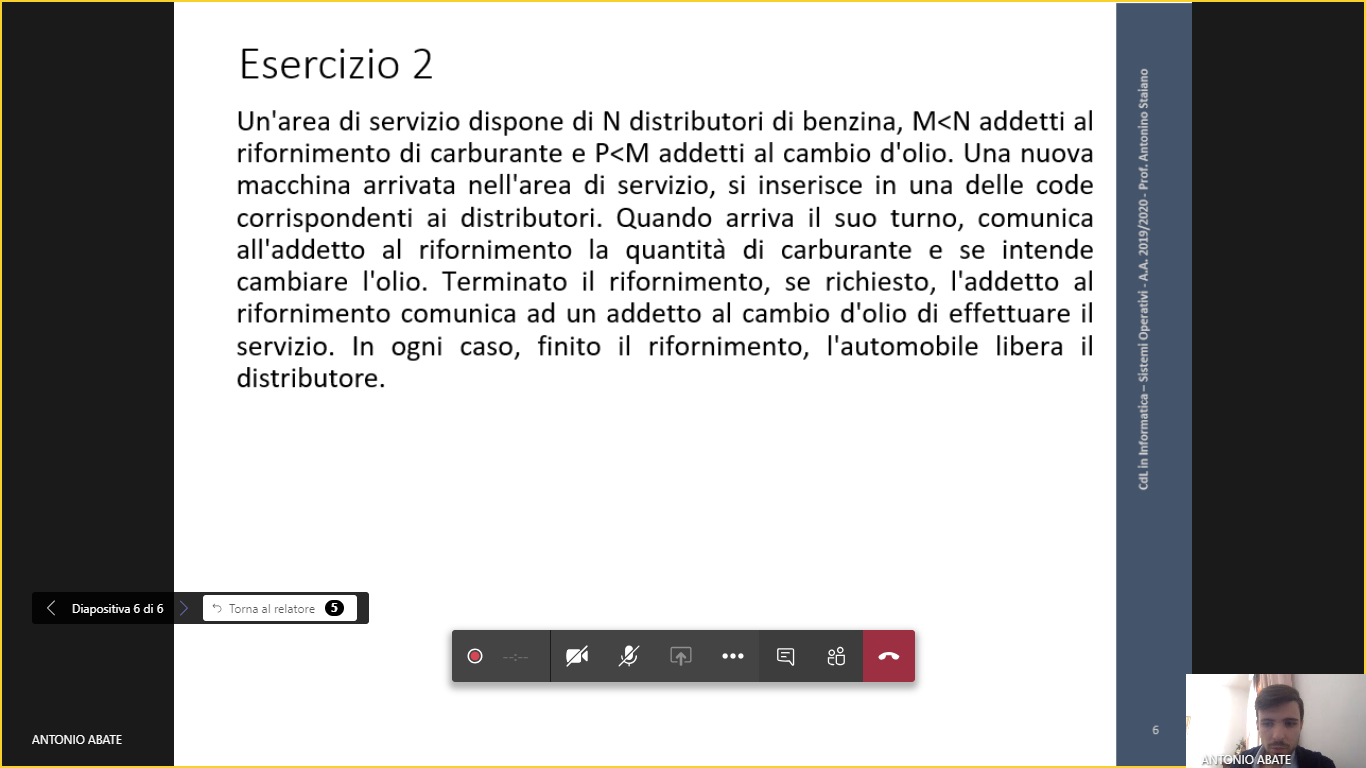 Esercizio 2
Un'area di servizio dispone di N distributori di benzina, M<N addetti al
rifornimento di carburante e P<M addetti al cambio d'olio. Una nuova
macchina arrivata nell'area di servizio, si inserisce in una delle code
corrispondenti ai distributori. Quando arriva il suo turno, comunica
all'addetto al rifornimento la quantità di carburante e se intende
cambiare l'olio. Terminato il rifornimento, se richiesto, l'addetto al
rifornimento comunica ad un addetto al cambio d'olio di effettuare il
servizio. In ogni caso, finito il rifornimento, l'automobile libera il
distributore.
CdL in Informatica – Sistemi Operativi - A.A. 2019/2020 - Prof. Antonino Staiano
Diapositiva 6 di 6
Torna al relatore 5
--:--
6
ANTONIO ABATE
ANTONIO ABATE